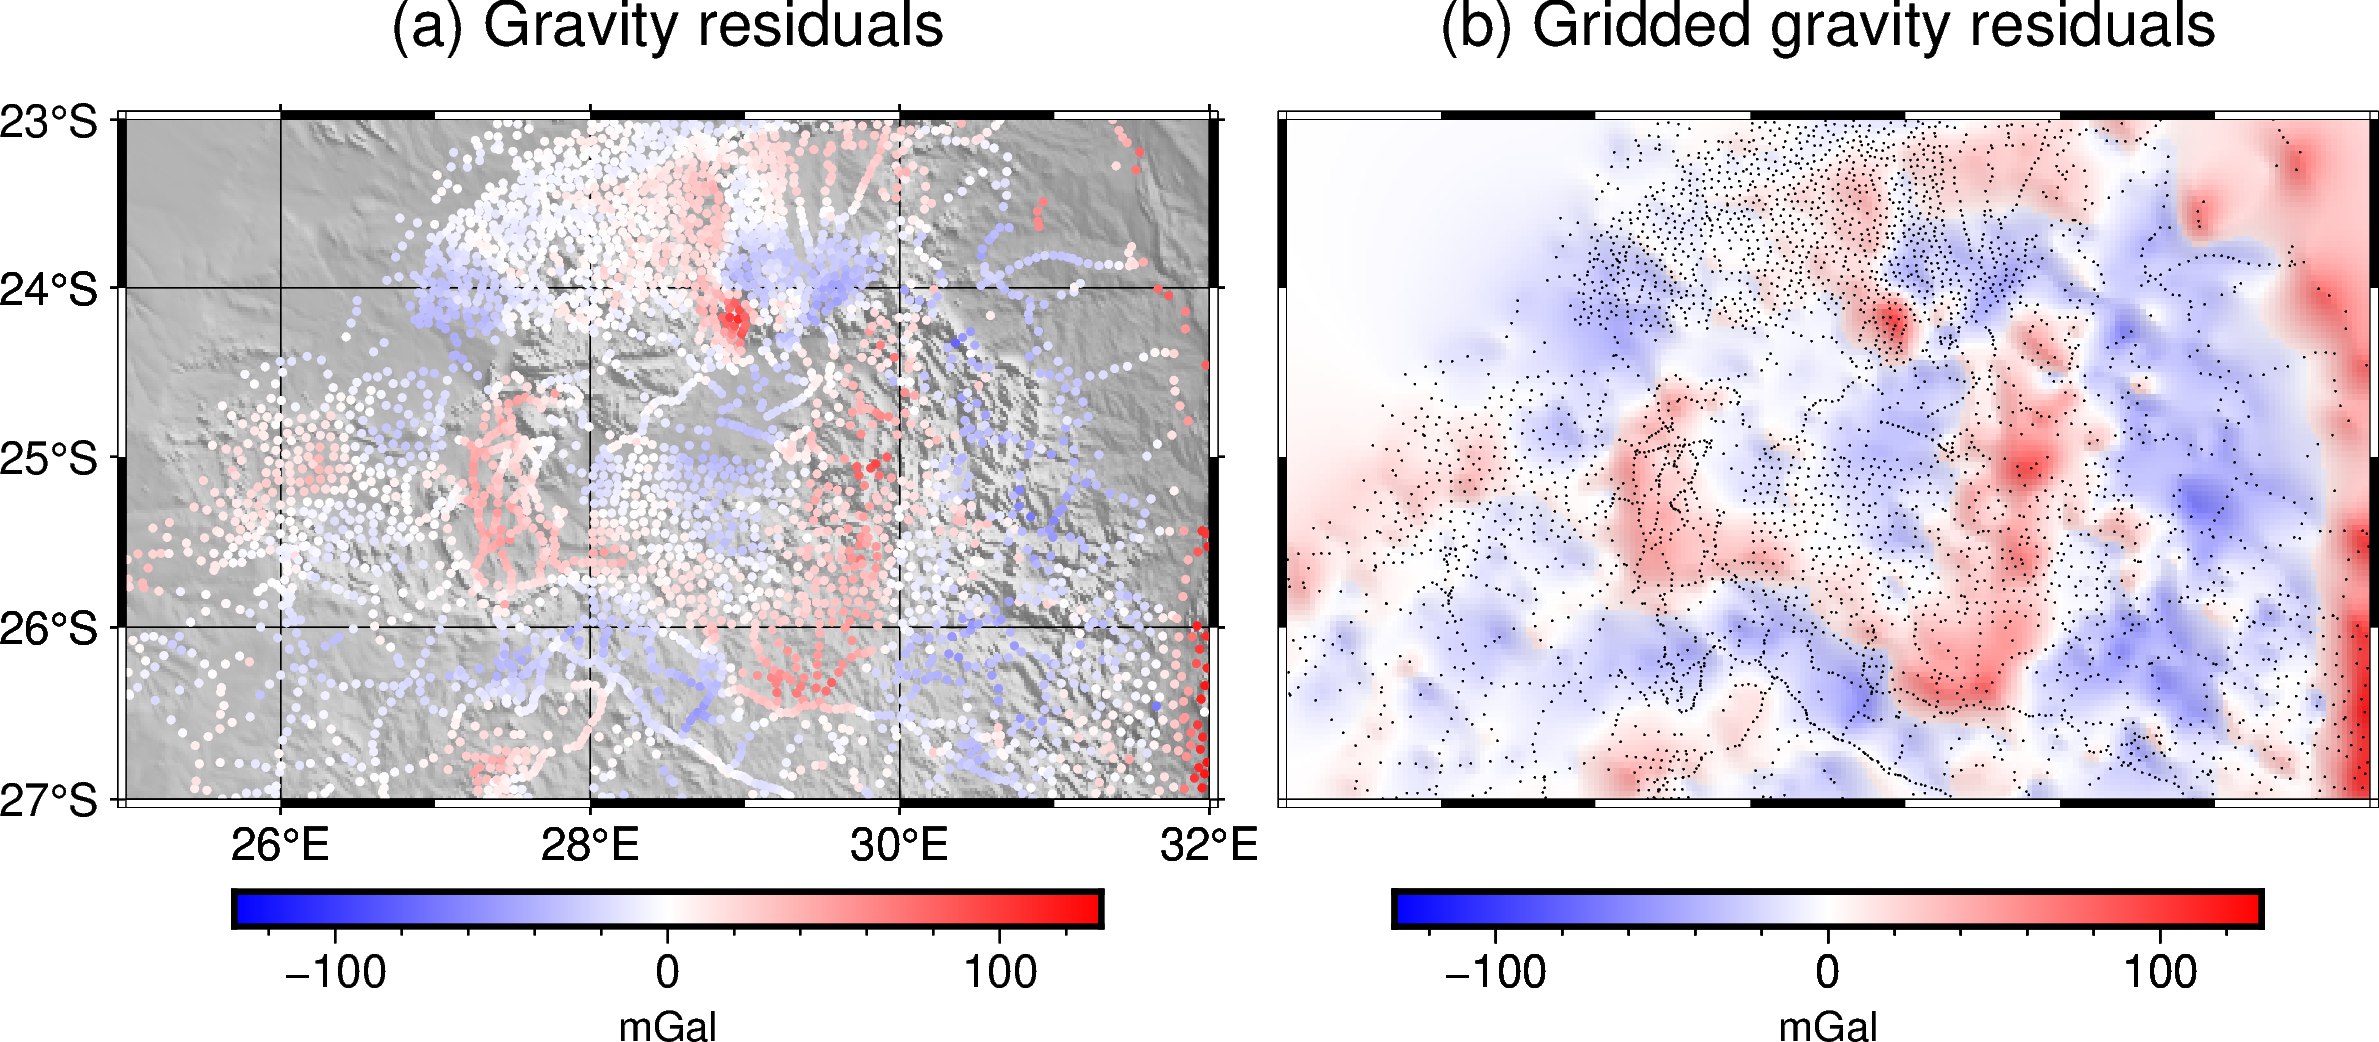 (a) Gravity residuals
(b) Gridded gravity residuals
23°S
24°S
25°S
26°S
27°S
26°E 28°E 30°E 32°E
−100 0 100
mGal
−100 0 100
mGal